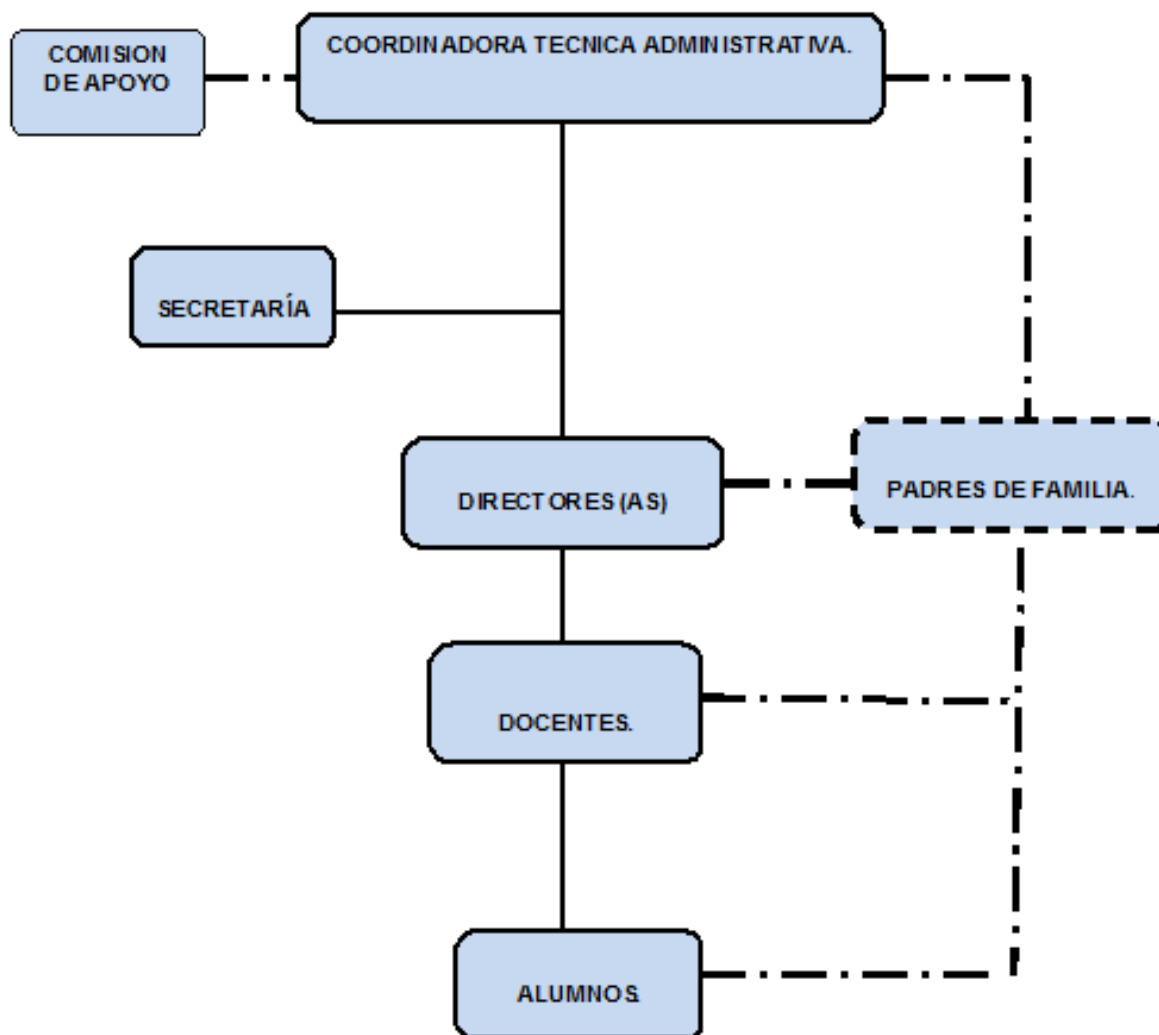 COMISION
DE APOYO
COORDINADORA TECNICA ADMINISTRATIVA.
SECRETARÍA
DIRECTORES (AS)
PADRES DE FAMILIA.
DOCENTES.
ALUMNOS.